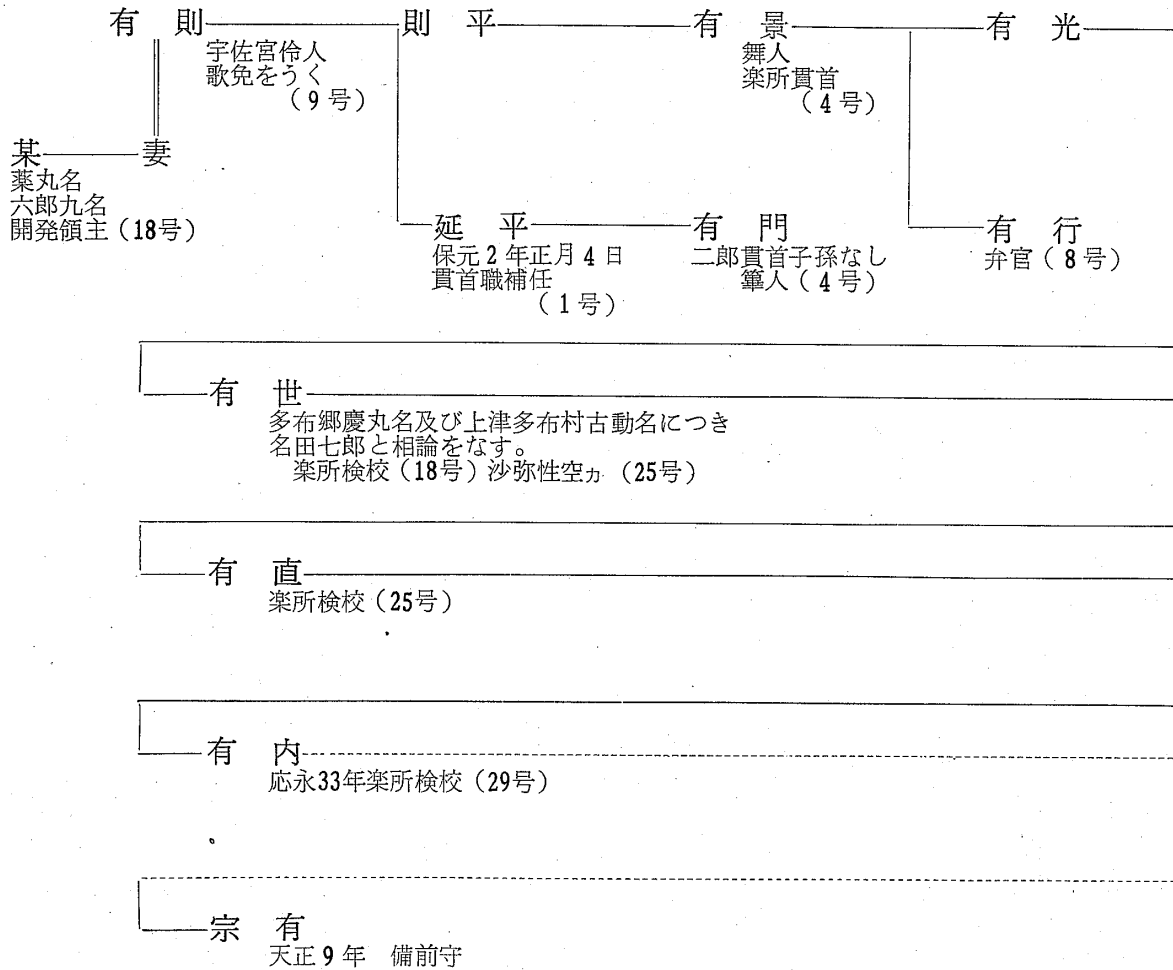 有則 則平 有景 有光
宇佐宮伶人
歌免をうく
（9号）
舞人
楽所貫首
（4号）
某 妻
薬丸名
六郎九名
開発領主（18号）
延平 有門 有行
保元2年正月4日
貫首職補任
（1号）
二郎貫首子孫なし
篳人（4号）
弁官（8号）
有世
多布郷慶丸名及び上津多布村古動名につき
名田七郎と相論をなす。
楽所検校（18号）沙弥性空ヵ（25号）
有直
楽所検校（25号）
有内
応永33年楽所検校（29号）
宗有
天正9年 備前守